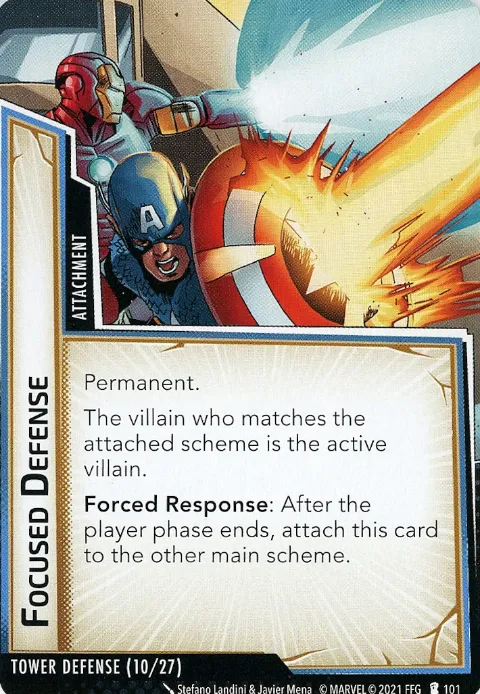 A
ATTACHMENT
FOCUSED DEFENSE
Permanent.
The villain who matches the
attached scheme is the active
villain.
Forced Response: After the
player phase ends, attach this card
to the other main scheme.
TOWER DEFENSE (10/27)
Stefano Landini & Javier Mena © MARVEL © 2021 FFG 101